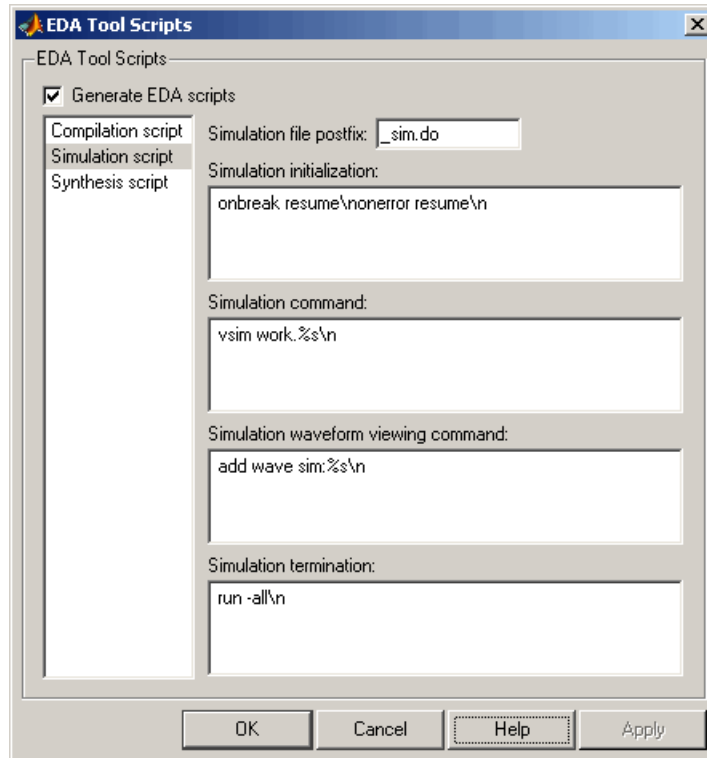 EDA Tool Scripts
EDA Tool Scripts
Generate EDA scripts
Compilation script
Simulation script
Synthesis script
Simulation file postfix: _sim.do
Simulation initialization:
onbreak resume\nonerror resume\n
Simulation command:
vsim work.%s\n
Simulation waveform viewing command:
add wave sim:%s\n
Simulation termination:
run -all\n
OK Cancel Help Apply